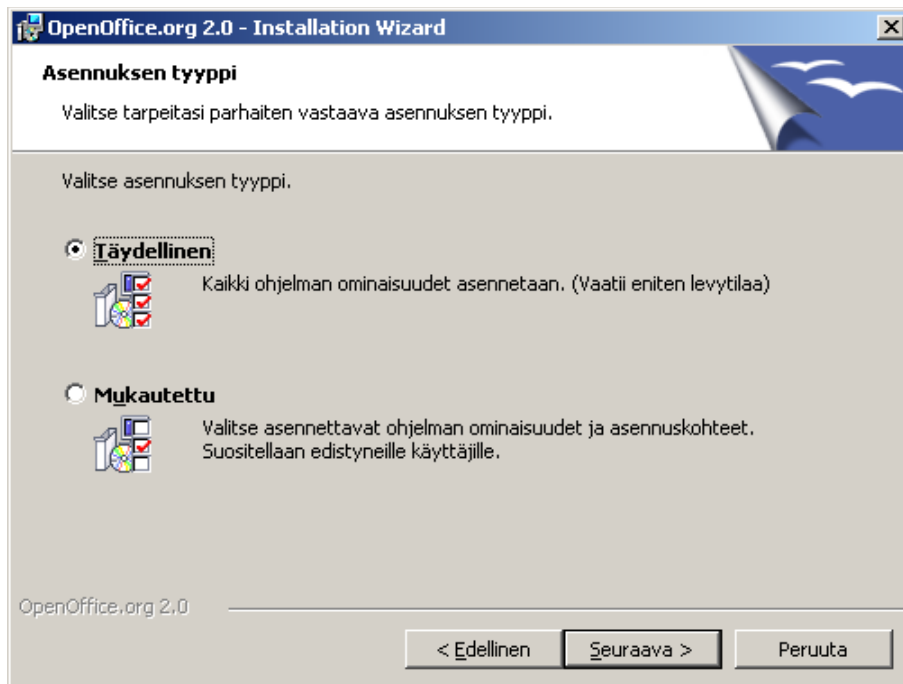 OpenOffice.org 2.0 - Installation Wizard
Asennuksen tyyppi
Valitse tarpeitasi parhaiten vastaava asennuksen tyyppi.
Valitse asennuksen tyyppi.
Täydellinen
Kaikki ohjelman ominaisuudet asennetaan. (Vaatii eniten levytilaa)
Mukautettu
Valitse asennettavat ohjelman ominaisuudet ja asennuskohteet.
Suositellaan edistyneille käyttäjille.
OpenOffice.org 2.0
< Edellinen
Seuraava >
Peruuta